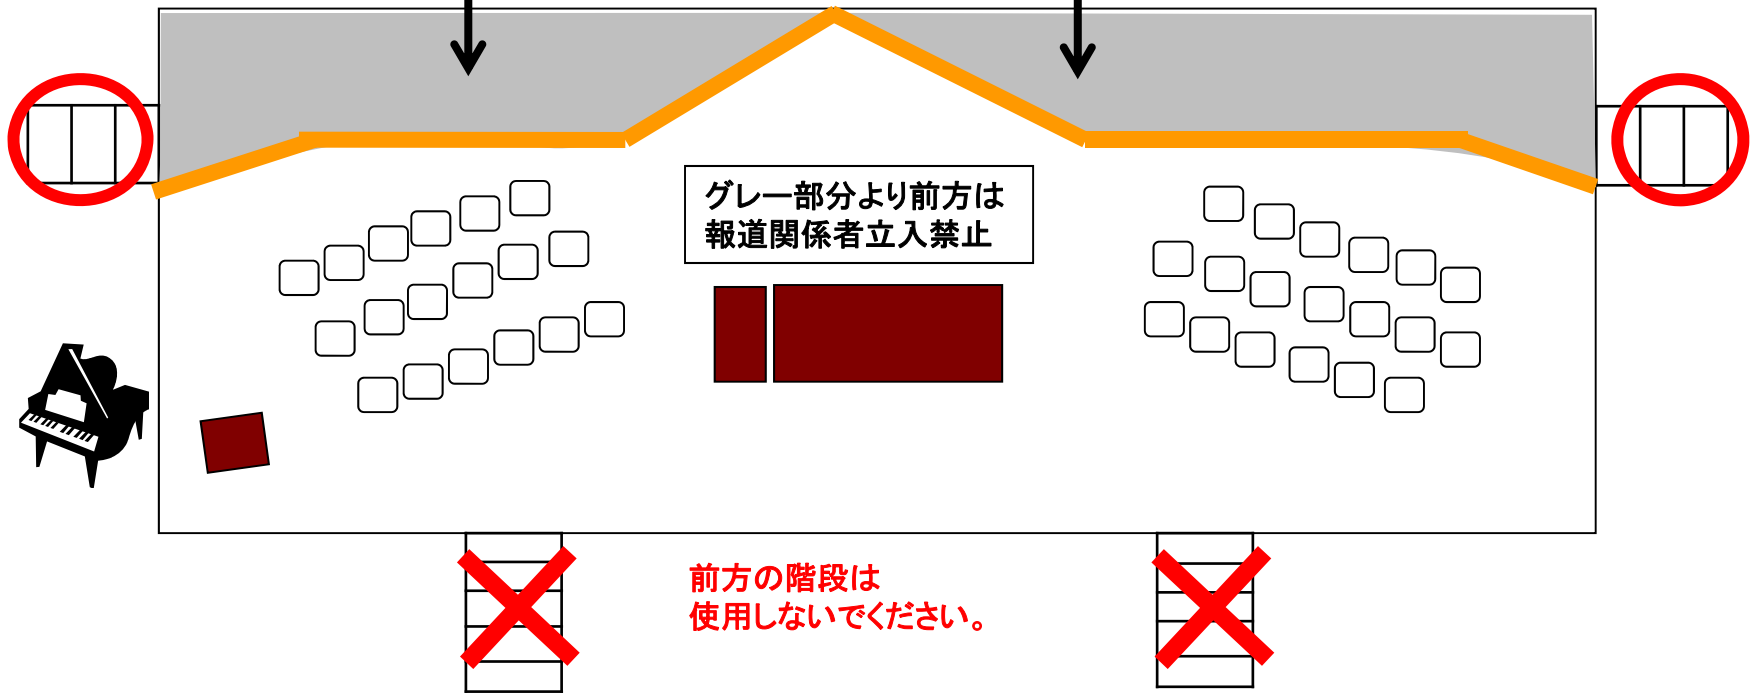 グレー部分より前方は
報道関係者立入禁止
前方の階段は
使用しないでください。